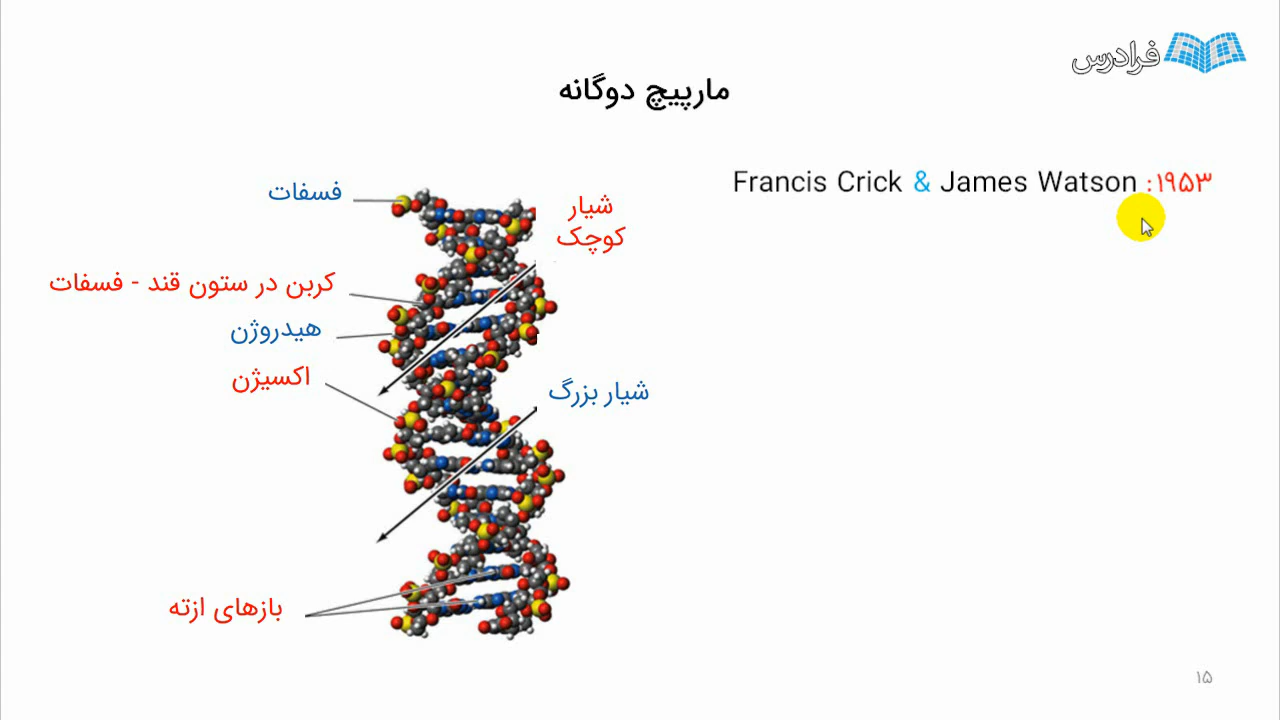 فرادرس
مارپیچ دوگانه
۱۹۵۳: Francis Crick & James Watson
فسفات
شیار
کوچک
کربن در ستون قند - فسفات
هیدروژن
اکسیژن
شیار بزرگ
بازهای ازته
۱۵